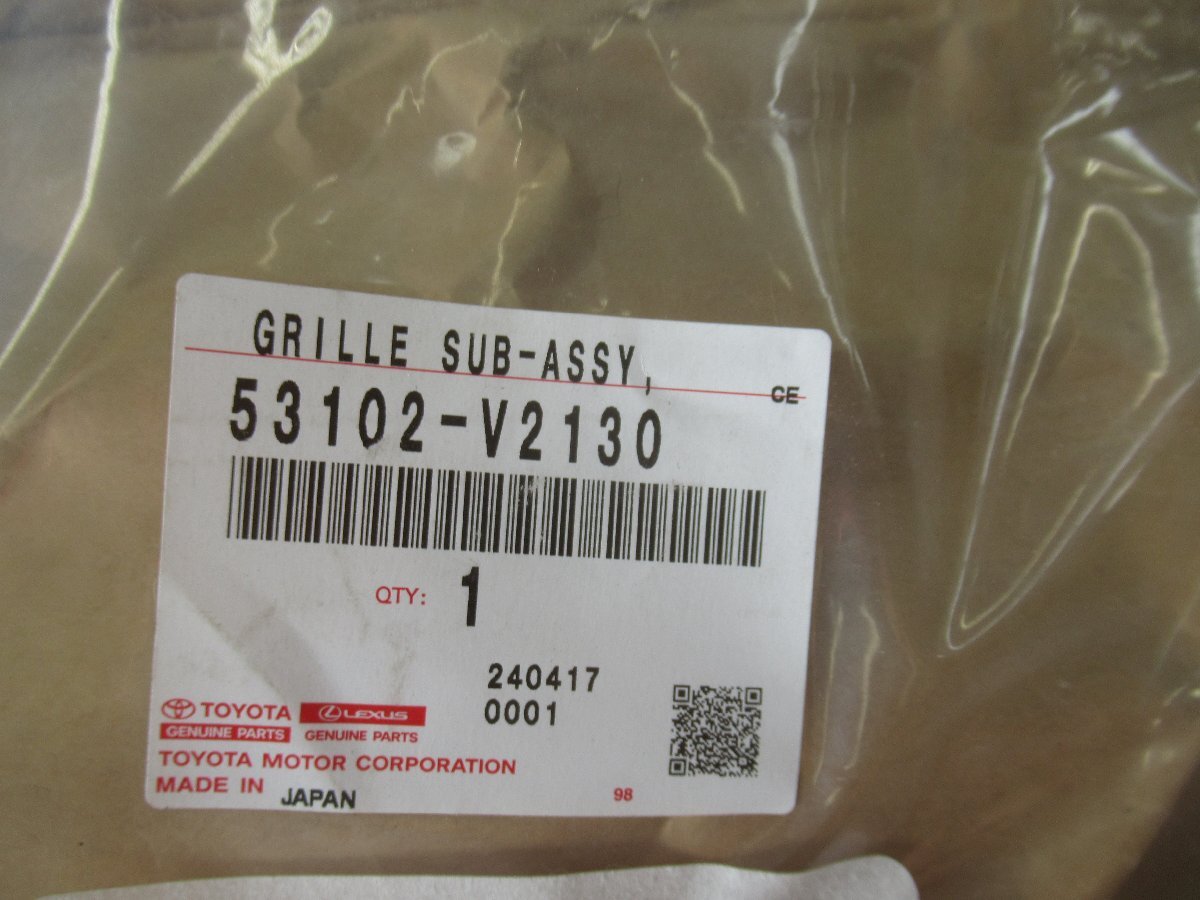 GRILLE SUB-ASSY,
CE
53102-V2130
QTY: 1
240417
0001
TOYOTA
GENUINE PARTS
LEXUS
GENUINE PARTS
TOYOTA MOTOR CORPORATION
MADE IN JAPAN
98